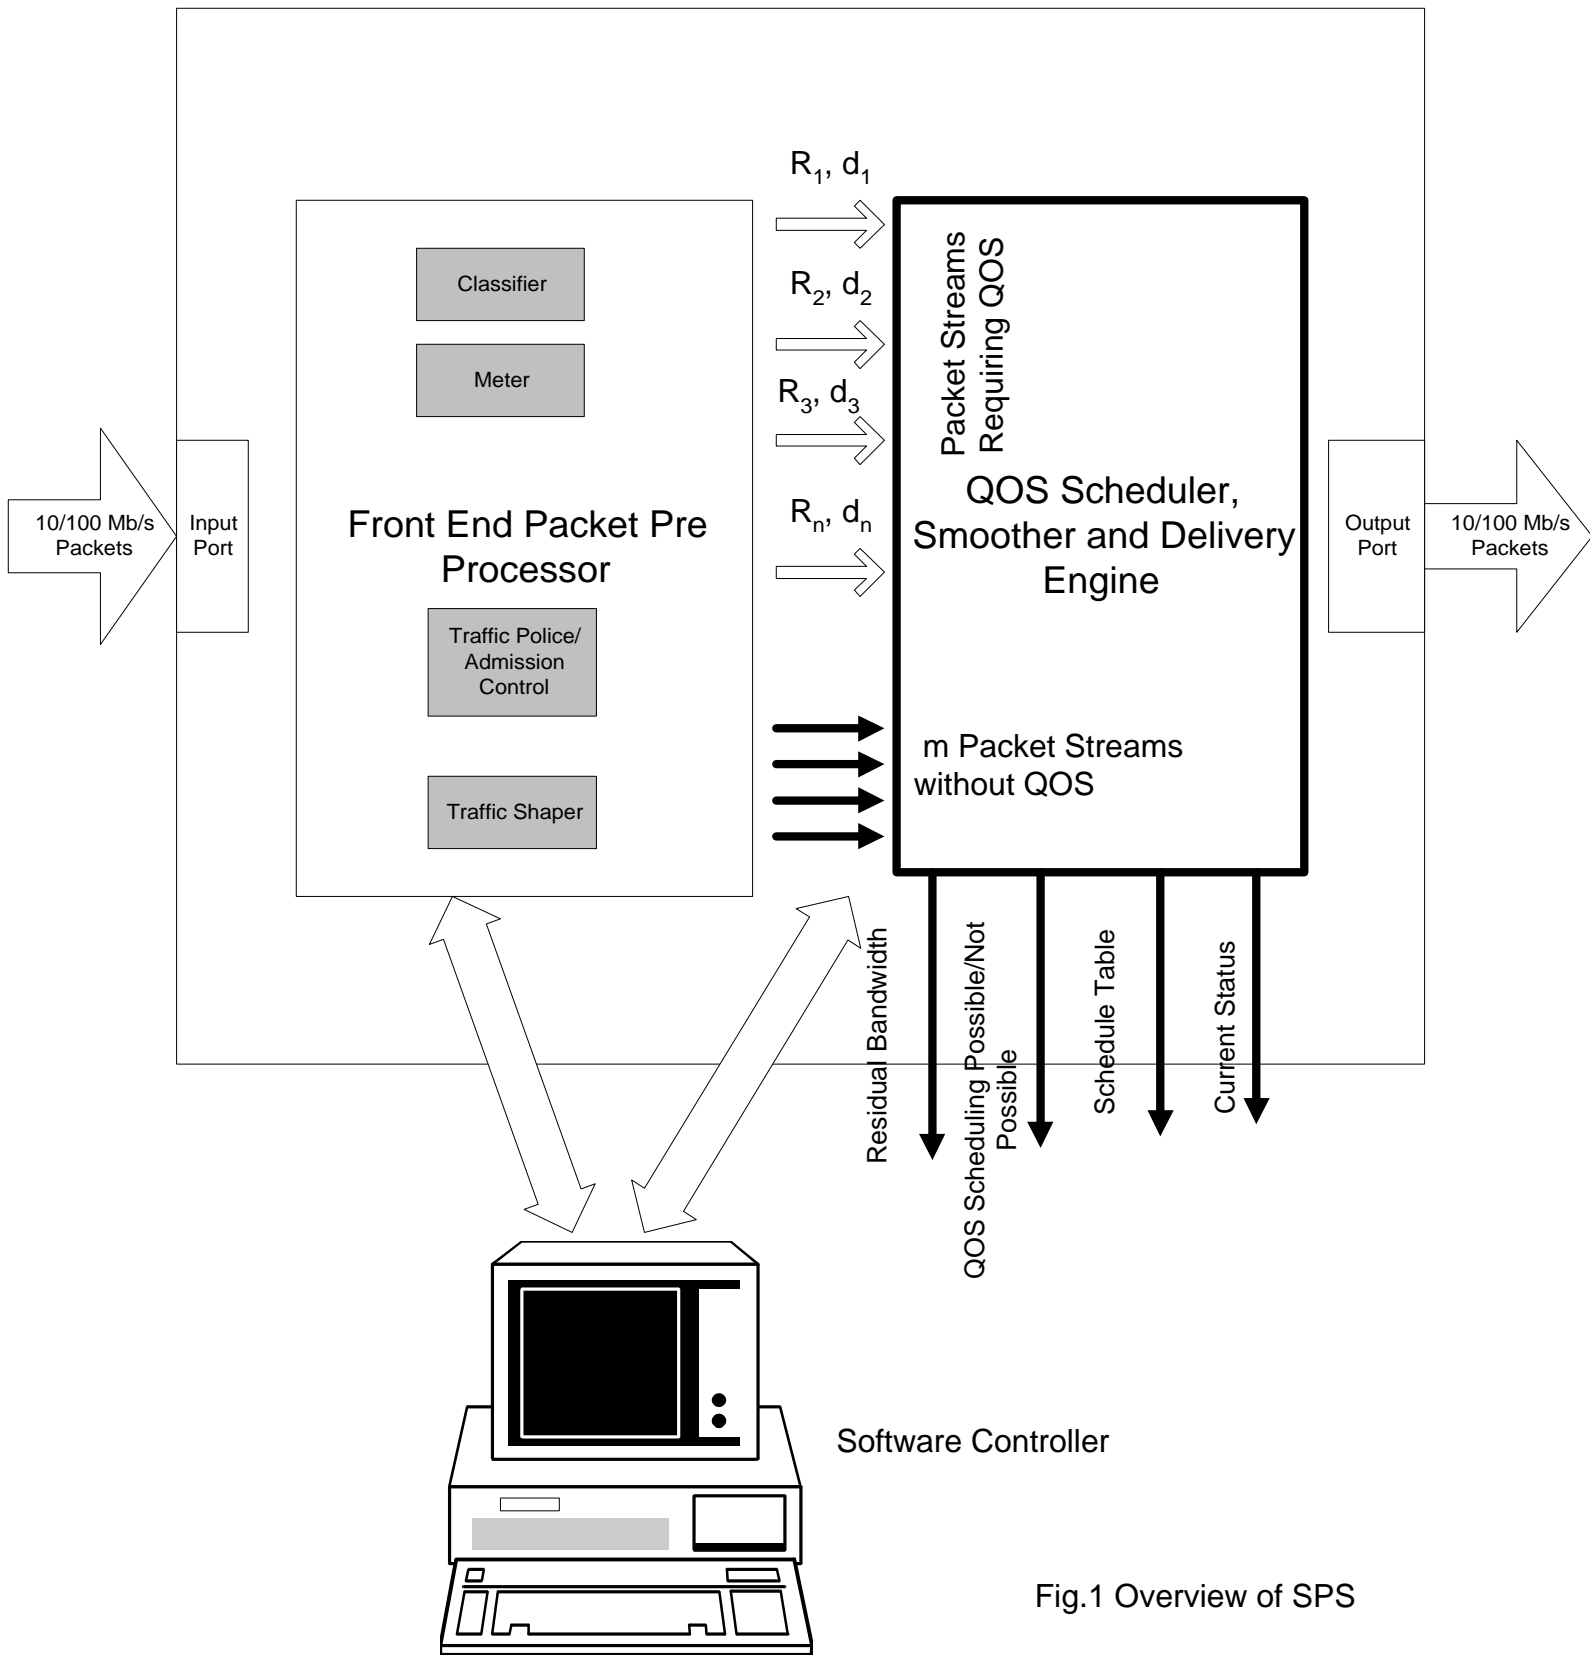 R1, d1
Classifier
R2, d2
Meter
R3, d3
Packet Streams
Requiring QOS
10/100 Mb/s
Packets
Input
Port
Front End Packet Pre
Processor
Rn, dn
QOS Scheduler,
Smoother and Delivery
Engine
Output
Port
10/100 Mb/s
Packets
Traffic Police/
Admission
Control
m Packet Streams
without QOS
Traffic Shaper
Residual Bandwidth
QOS Scheduling Possible/Not
Possible
Schedule Table
Current Status
Software Controller
Fig.1 Overview of SPS